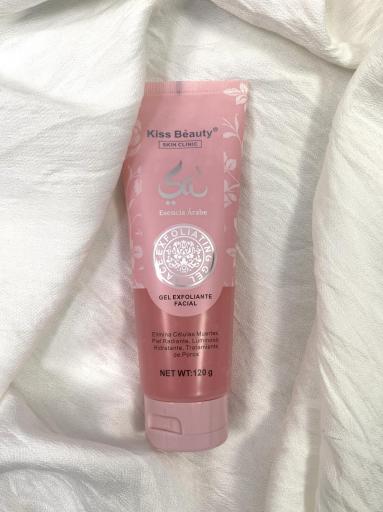 Kiss Beauty®
SKIN CLINIC
Esencia Árabe
EXFOLIATING GEL
GEL EXFOLIANTE
FACIAL
Elimina Células Muertas,
Piel Radiante, Luminosa
Hidratante, Tratamiento
de Poros
NET WT:120 g